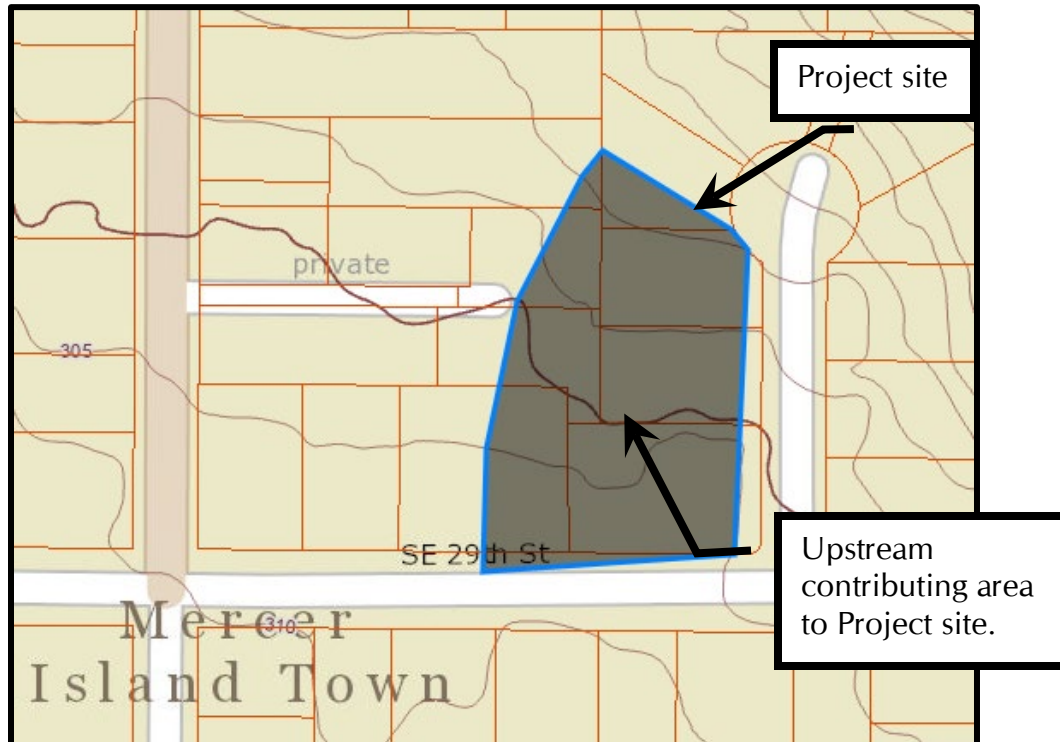 Project site
private
305
SE 29th St
Upstream
contributing area
to Project site.
Mercer
310
Island Town